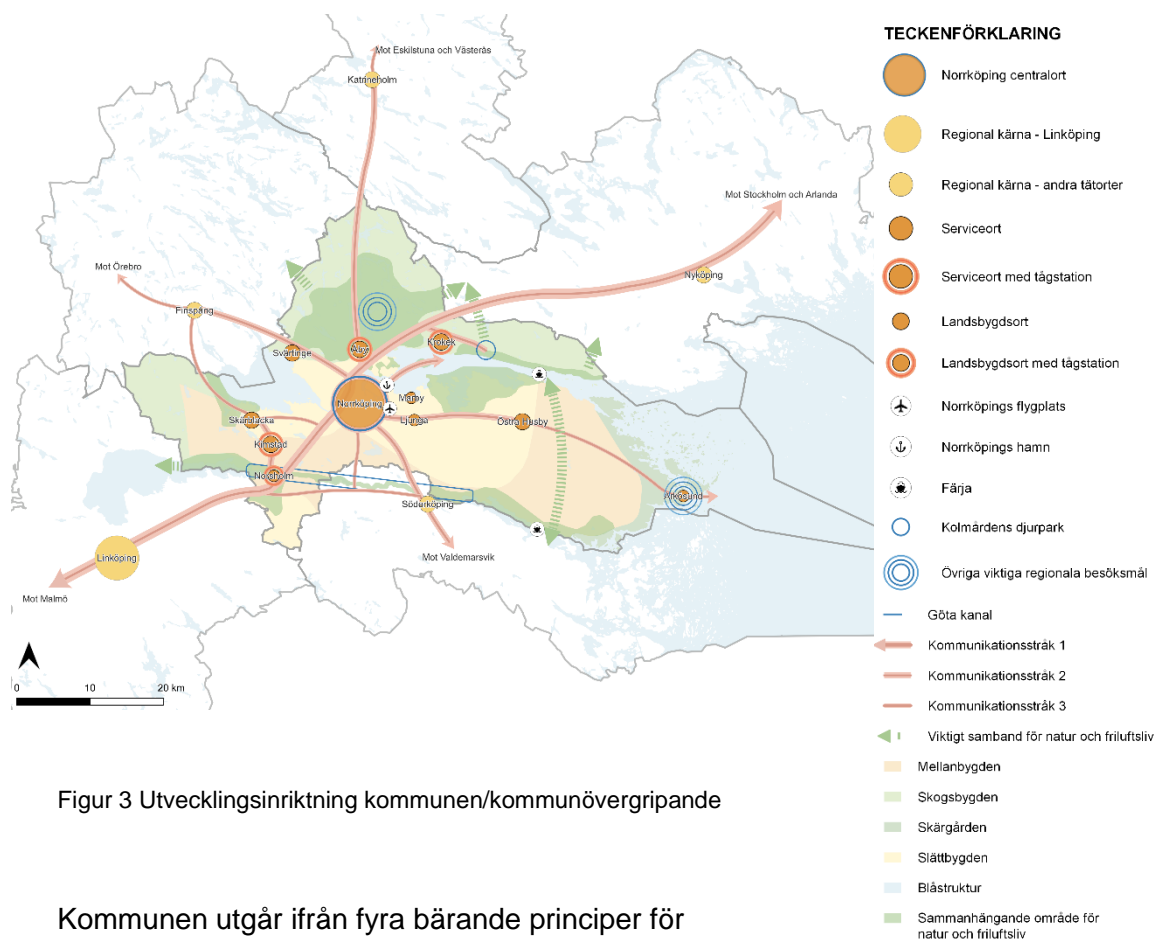 Mot Eskilstuna och Västerås
Katrineholm
Mot Stockholm och Arlanda
Mot Örebro
Nyköping
Finspång
Svärtinge
Åby
Krokek
Norrköping
Marby
Ljunga
Östra Husby
Skärblacka
Kimstad
Norsholm
Arkösund
Söderköping
Linköping
Mot Valdemarsvik
Mot Malmö
0 10 20 km
TECKENFÖRKLARING
Norrköping centralort
Regional kärna - Linköping
Regional kärna - andra tätorter
Serviceort
Serviceort med tågstation
Landsbygdsort
Landsbygdsort med tågstation
Norrköpings flygplats
Norrköpings hamn
Färja
Kolmårdens djurpark
Övriga viktiga regionala besöksmål
Göta kanal
Kommunikationsstråk 1
Kommunikationsstråk 2
Kommunikationsstråk 3
Viktigt samband för natur och friluftsliv
Mellanbygden
Skogsbygden
Skärgården
Slättbygden
Blåstruktur
Sammanhängande område för
natur och friluftsliv
Figur 3 Utvecklingsinriktning kommunen/kommunövergripande
Kommunen utgår ifrån fyra bärande principer för